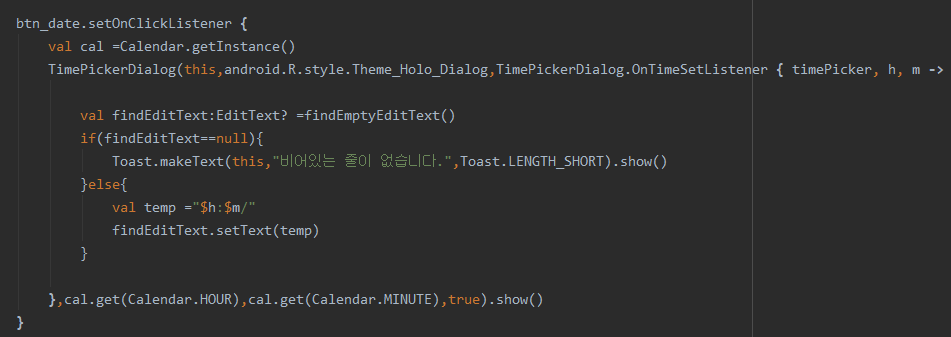 btn_date.setOnClickListener {
    val cal =Calendar.getInstance()
    TimePickerDialog(this,android.R.style.Theme_Holo_Dialog,TimePickerDialog.OnTimeSetListener { timePicker, h, m ->
        val findEditText:EditText? =findEmptyEditText()
        if(findEditText==null){
            Toast.makeText(this,"비어있는 줄이 없습니다.",Toast.LENGTH_SHORT).show()
        }else{
            val temp ="$h:$m/"
            findEditText.setText(temp)
        }
    },cal.get(Calendar.HOUR),cal.get(Calendar.MINUTE),true).show()
}